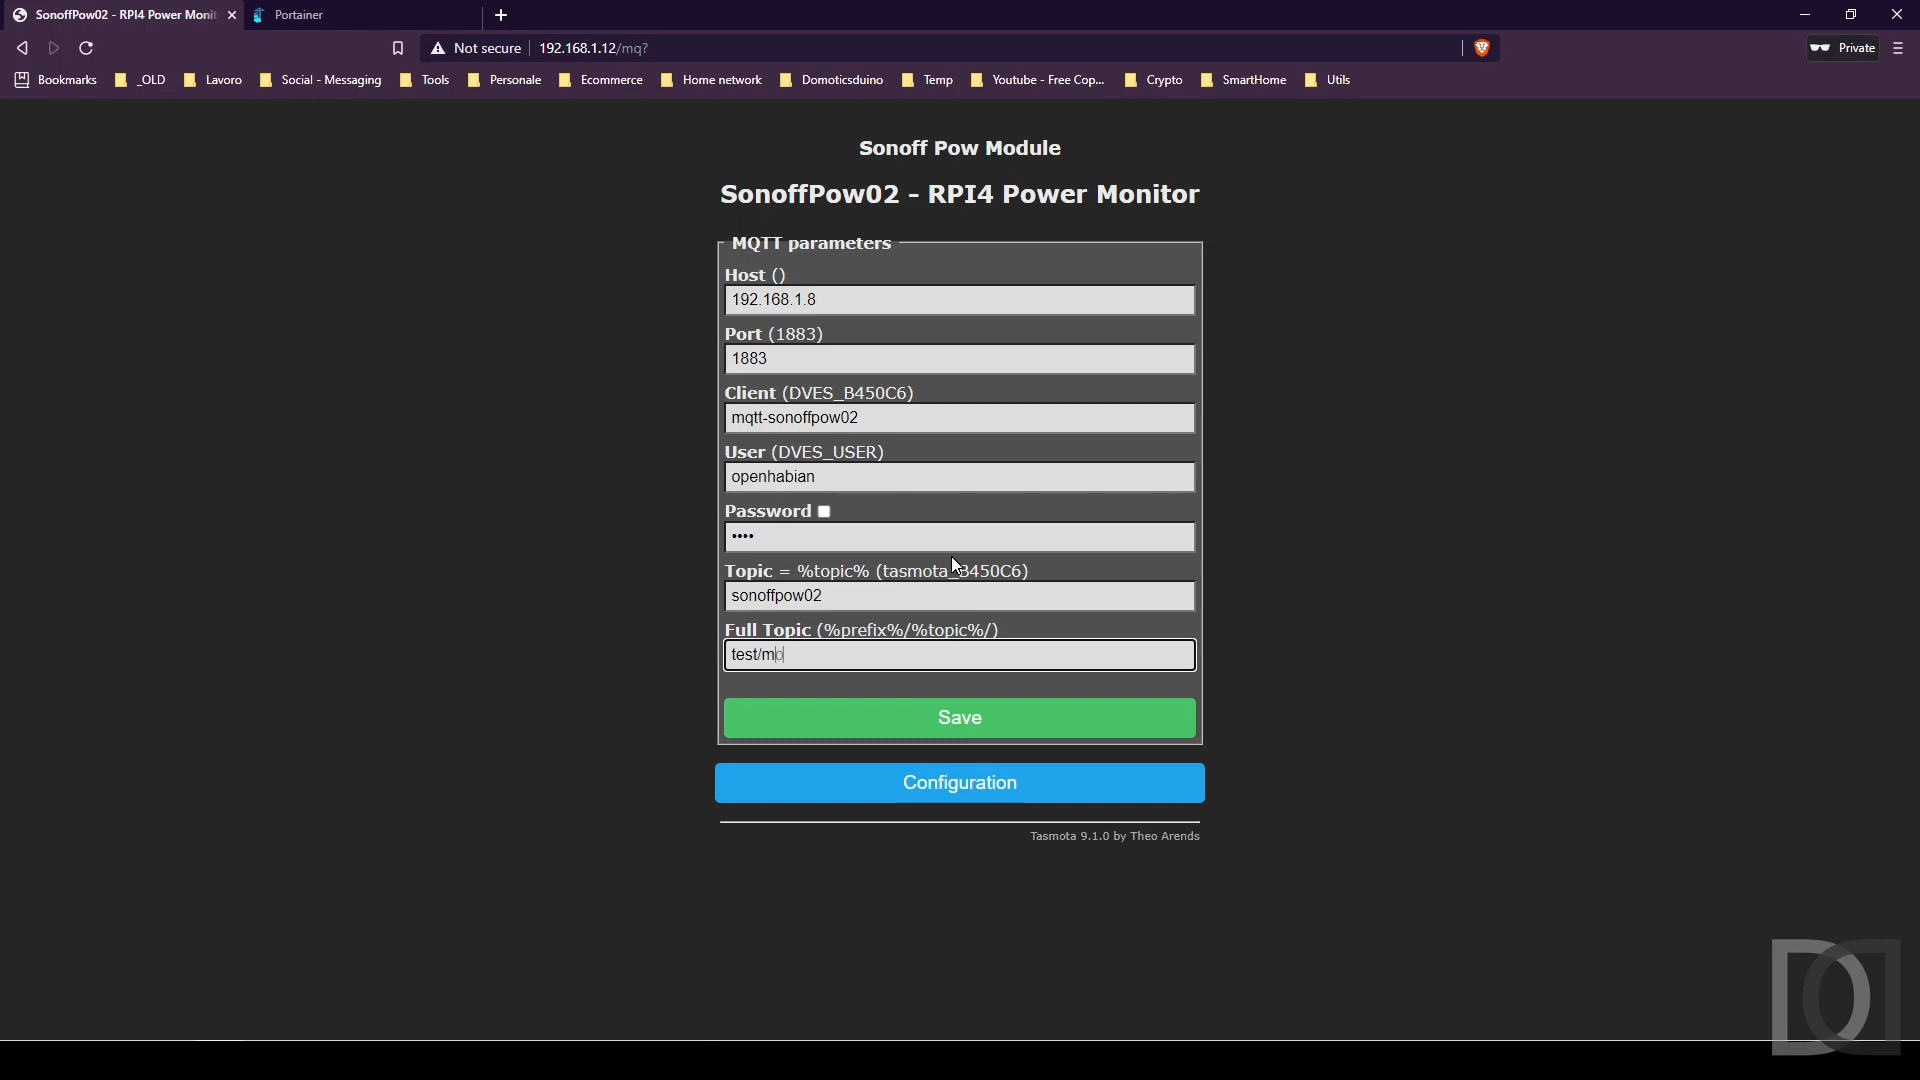 SonoffPow02 - RPI4 Power Monit
Portainer
Not secure
192.168.1.12/mq?
Private
Bookmarks
_OLD
Lavoro
Social - Messaging
Tools
Personale
Ecommerce
Home network
Domoticsduino
Temp
Youtube - Free Cop...
Crypto
SmartHome
Utils
Sonoff Pow Module
SonoffPow02 - RPI4 Power Monitor
MQTT parameters
Host ()
192.168.1.8
Port (1883)
1883
Client (DVES_B450C6)
mqtt-sonoffpow02
User (DVES_USER)
openhabian
Password
••••
Topic = %topic% (tasmota_B450C6)
sonoffpow02
Full Topic (%prefix%/%topic%/)
test/mo
Save
Configuration
Tasmota 9.1.0 by Theo Arends